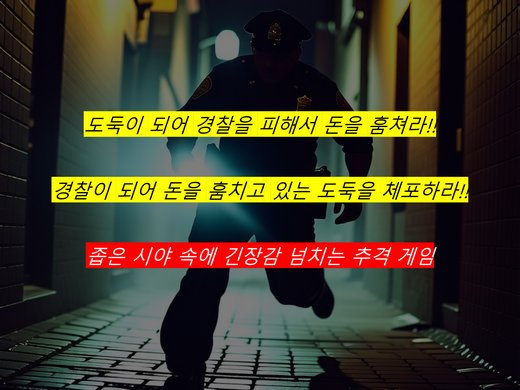 도둑이 되어 경찰을 피해서 돈을 훔쳐라!!
경찰이 되어 돈을 훔치고 있는 도둑을 체포하라!!
좁은 시야 속에 긴장감 넘치는 추격 게임